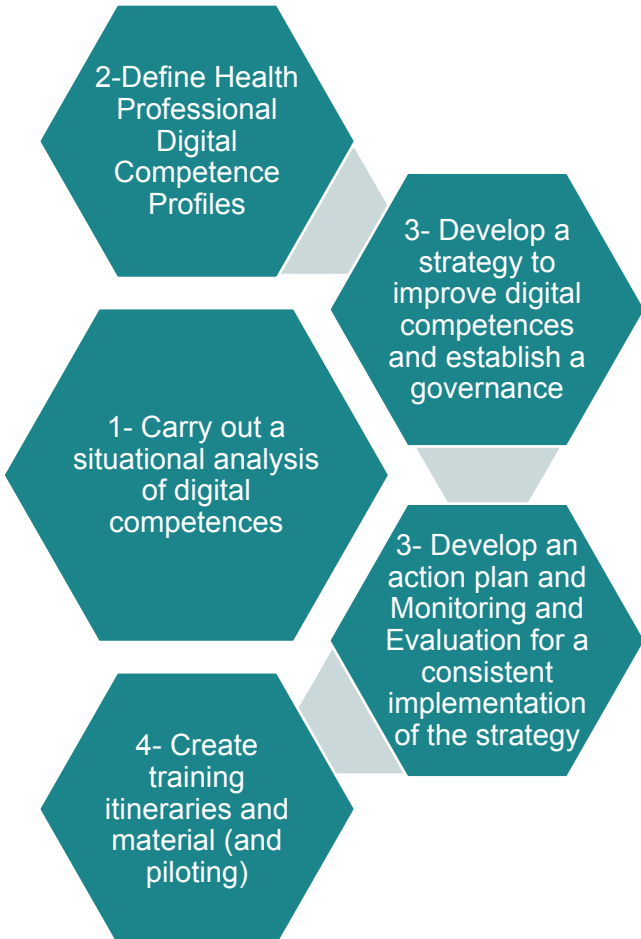 2-Define Health
Professional
Digital
Competence
Profiles
3- Develop a
strategy to
improve digital
competences
and establish a
governance
1- Carry out a
situational analysis
of digital
competences
3- Develop an
action plan and
Monitoring and
Evaluation for a
consistent
implementation
of the strategy
4- Create
training
itineraries and
material (and
piloting)